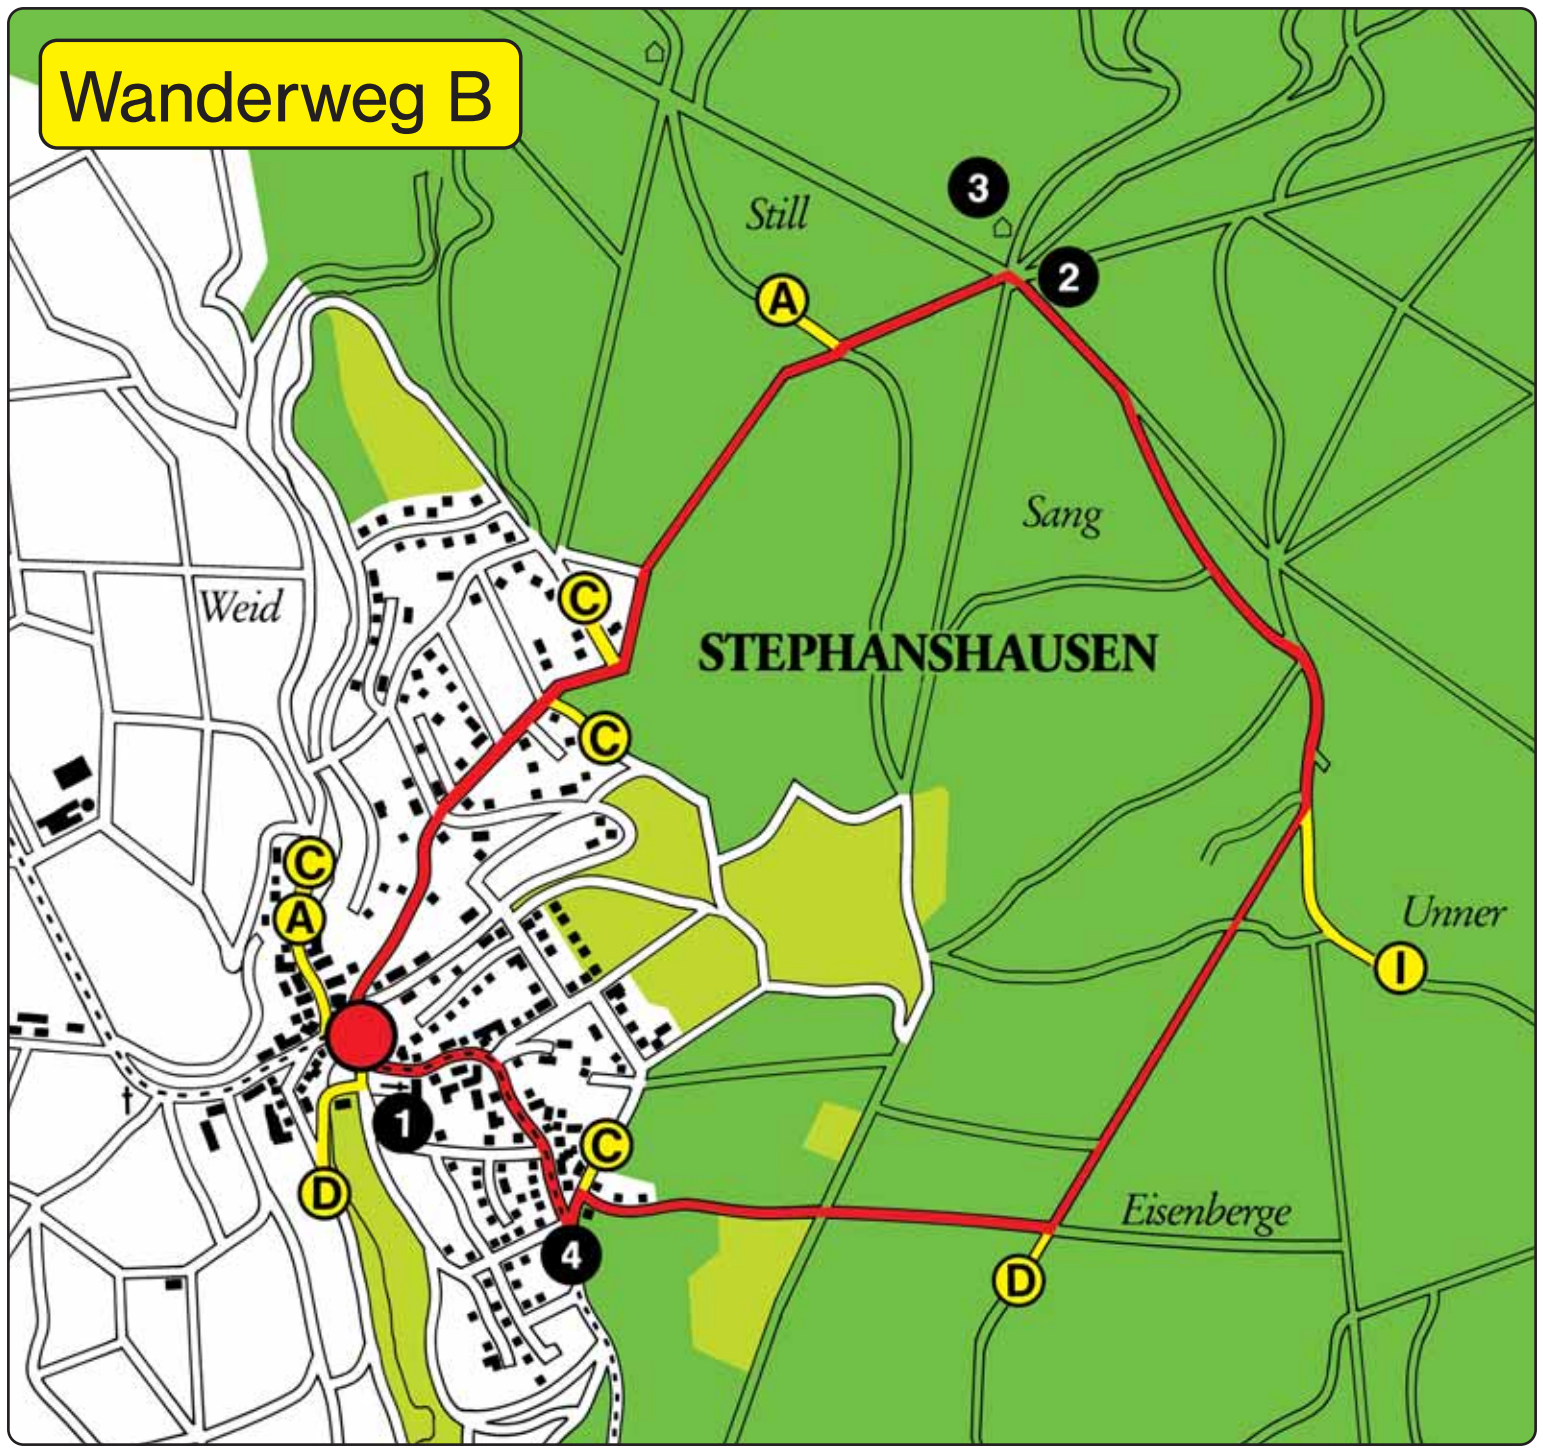 Wanderweg B
3
Still
2
A
Sang
C
Weid
STEPHANSHAUSEN
C
C
A
Unner
I
1
C
D
Eisenberge
4
D